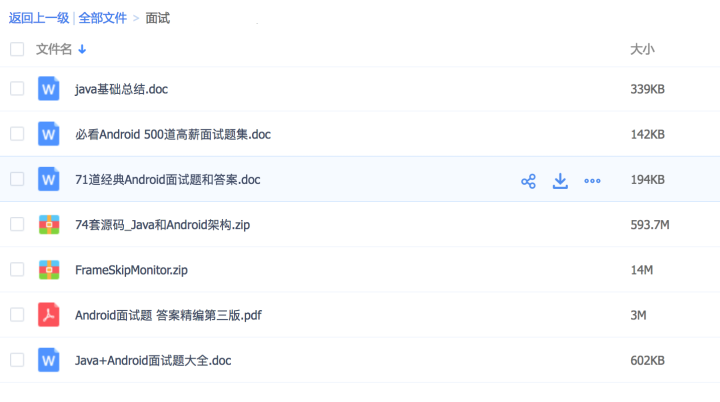 返回上一级 | 全部文件 > 面试
文件名 大小
java基础总结.doc 339KB
必看Android 500道高薪面试题集.doc 142KB
71道经典Android面试题和答案.doc 194KB
74套源码_Java和Android架构.zip 593.7M
FrameSkipMonitor.zip 14M
Android面试题 答案精编第三版.pdf 3M
Java+Android面试题大全.doc 602KB